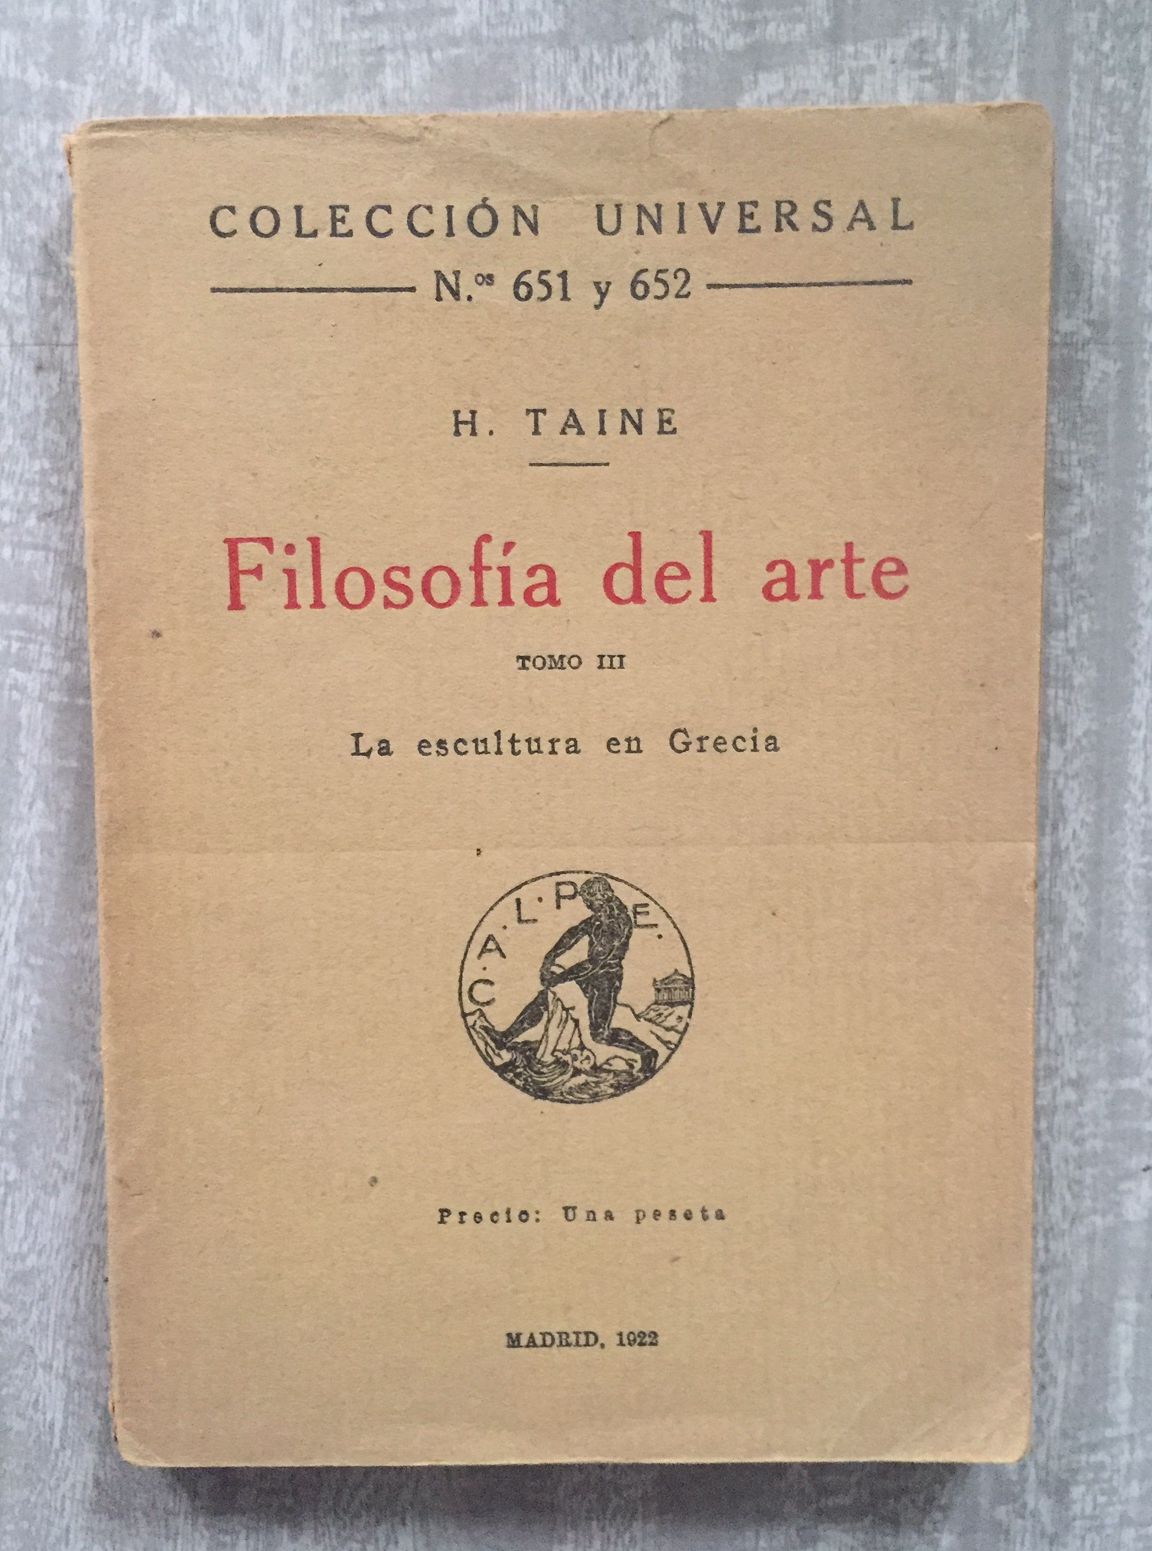 COLECCIÓN UNIVERSAL
N.ºˢ 651 y 652
H. TAINE
Filosofía del arte
TOMO III
La escultura en Grecia
C.A.L.P.E.
Precio: Una peseta
MADRID, 1922